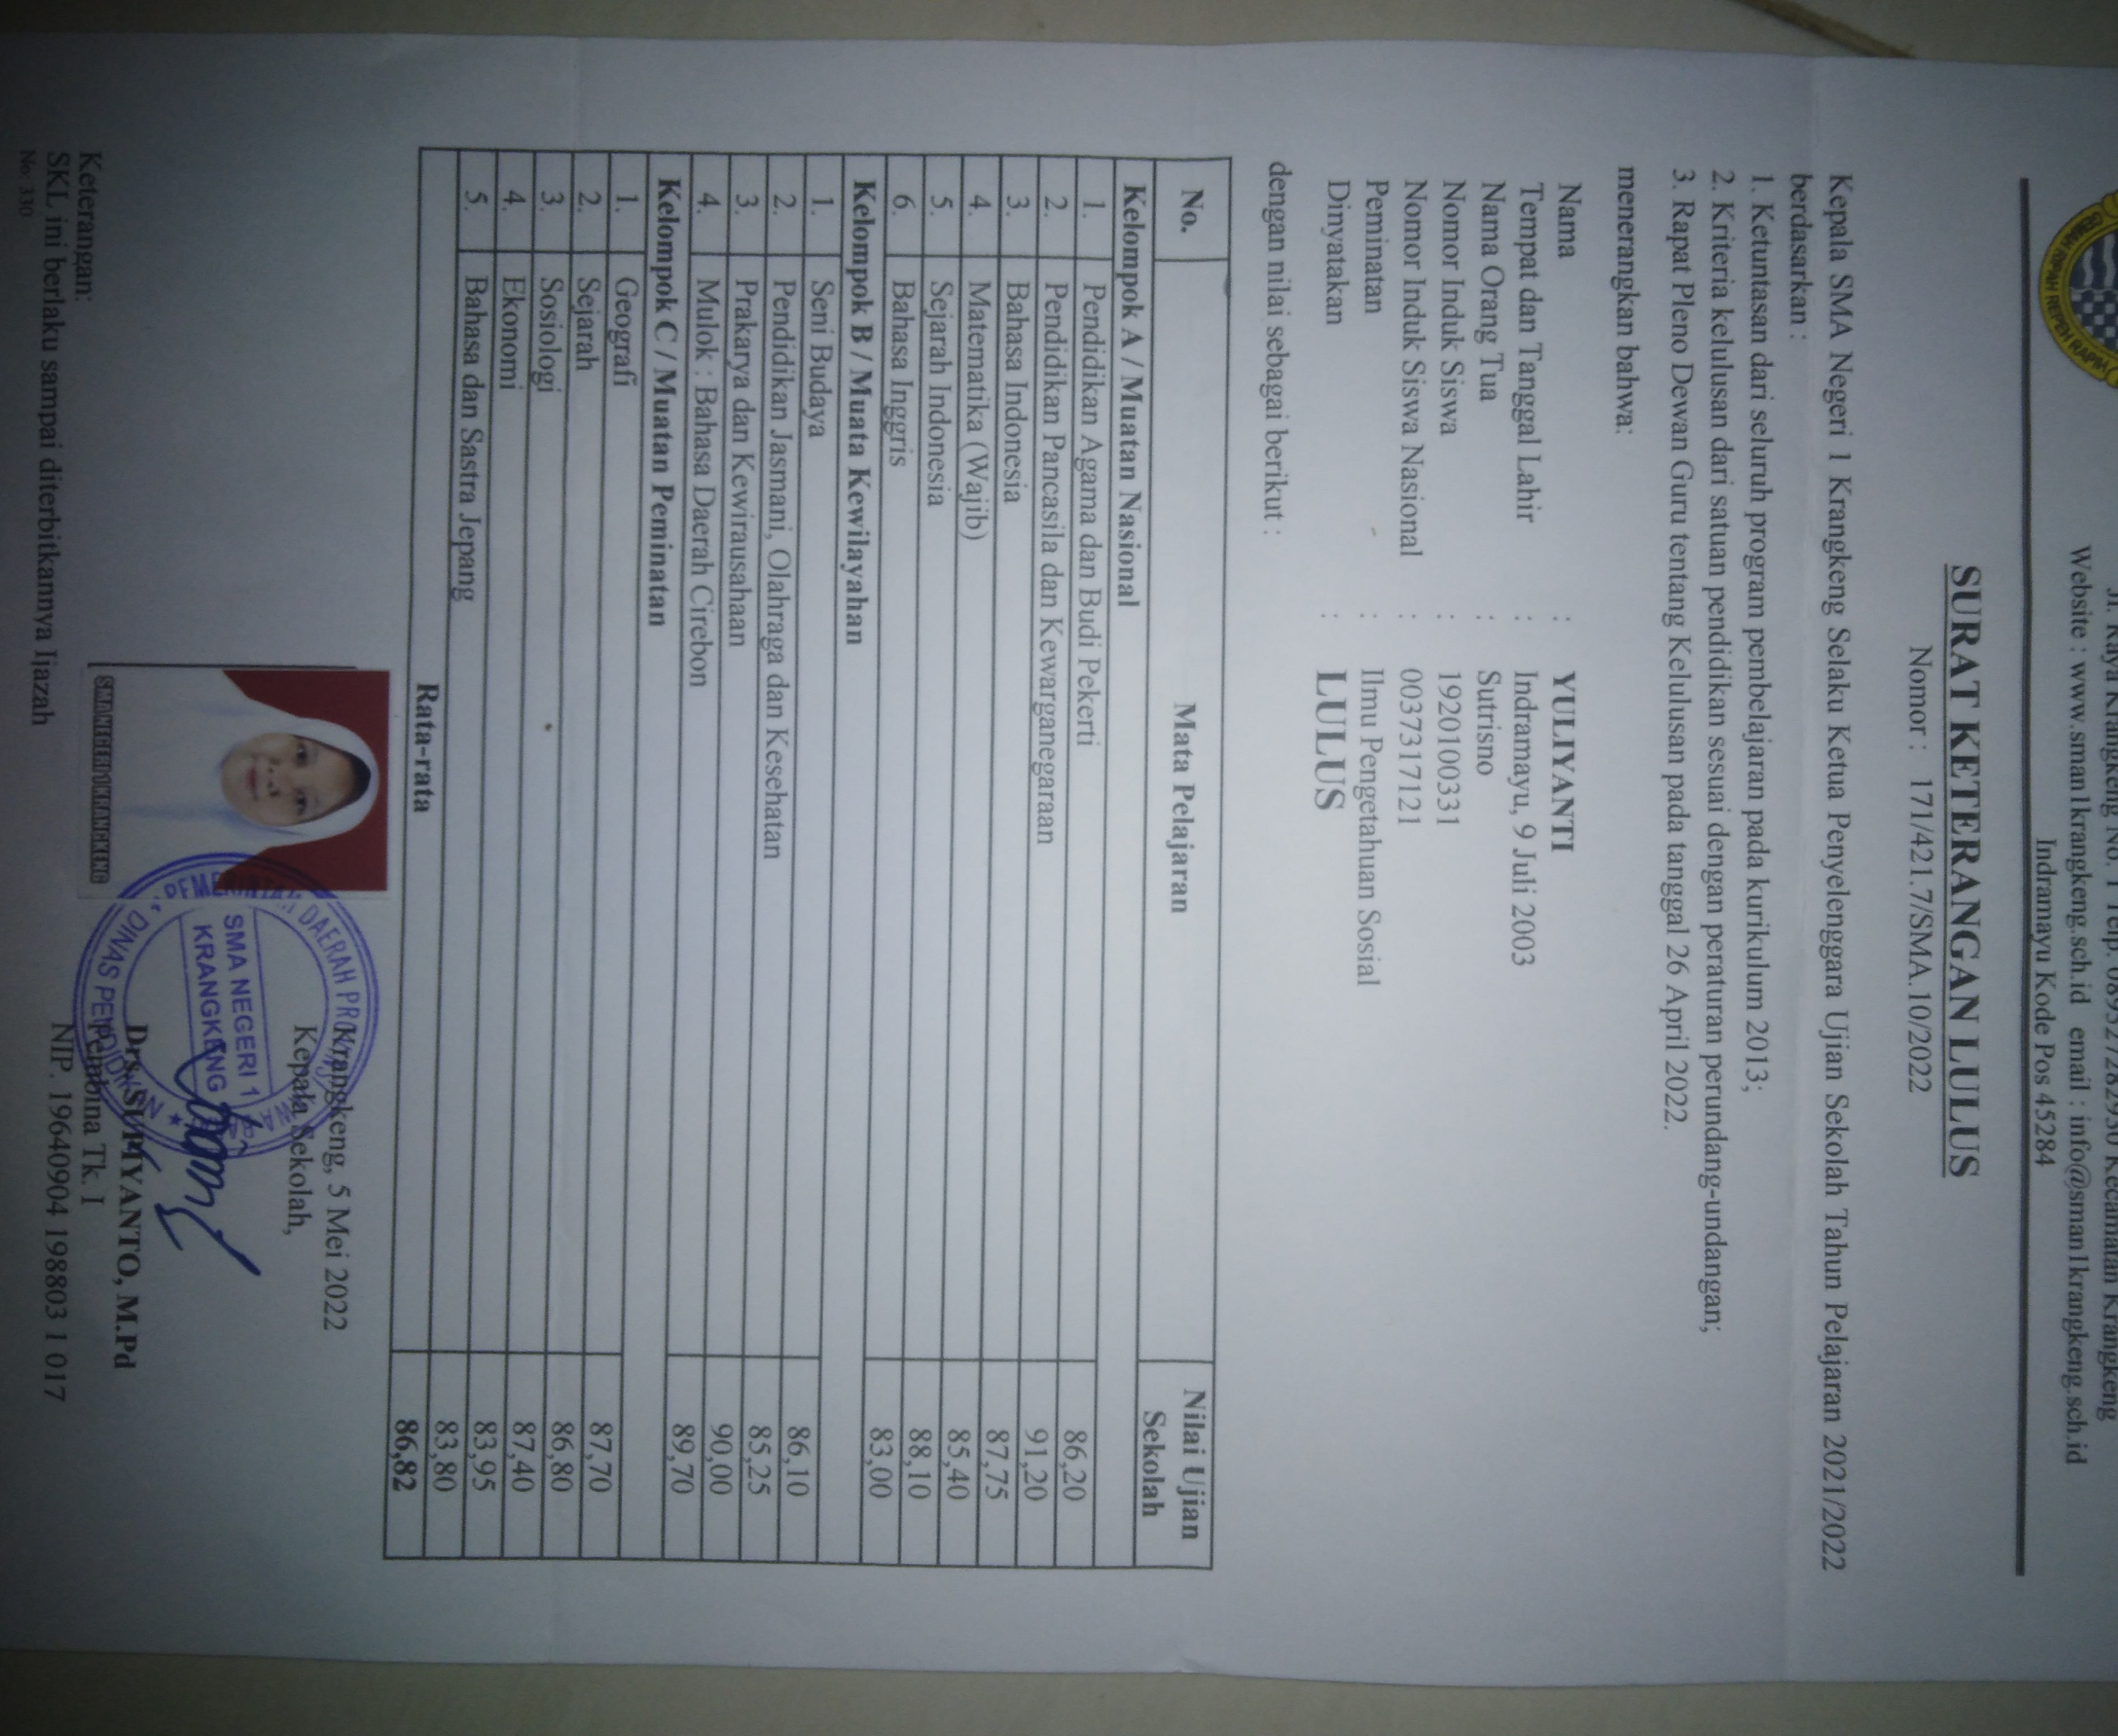 Jl. Raya Krangkeng No. 1 Telp. Kecamatan Krangkeng
Website : www.sman1krangkeng.sch.id email : info@sman1krangkeng.sch.id
Indramayu Kode Pos 45284
SURAT KETERANGAN LULUS
Nomor : 171/421.7/SMA.10/2022
Kepala SMA Negeri 1 Krangkeng Selaku Ketua Penyelenggara Ujian Sekolah Tahun Pelajaran 2021/2022
berdasarkan :
1. Ketuntasan dari seluruh program pembelajaran pada kurikulum 2013;
2. Kriteria kelulusan dari satuan pendidikan sesuai dengan peraturan perundang-undangan;
3. Rapat Pleno Dewan Guru tentang Kelulusan pada tanggal 26 April 2022.
menerangkan bahwa:
Nama : YULIYANTI
Tempat dan Tanggal Lahir : Indramayu, 9 Juli 2003
Nama Orang Tua : Sutrisno
Nomor Induk Siswa : 1920100331
Nomor Induk Siswa Nasional : 0037317121
Peminatan : Ilmu Pengetahuan Sosial
Dinyatakan : LULUS
dengan nilai sebagai berikut :
No. Mata Pelajaran Nilai Ujian Sekolah
Kelompok A / Muatan Nasional
1. Pendidikan Agama dan Budi Pekerti 86,20
2. Pendidikan Pancasila dan Kewarganegaraan 91,20
3. Bahasa Indonesia 87,75
4. Matematika (Wajib) 85,40
5. Sejarah Indonesia 88,10
6. Bahasa Inggris 83,00
Kelompok B / Muata Kewilayahan
1. Seni Budaya 86,10
2. Pendidikan Jasmani, Olahraga dan Kesehatan 85,25
3. Prakarya dan Kewirausahaan 90,00
4. Mulok : Bahasa Daerah Cirebon 89,70
Kelompok C / Muatan Peminatan
1. Geografi 87,70
2. Sejarah 86,80
3. Sosiologi 87,40
4. Ekonomi 83,95
5. Bahasa dan Sastra Jepang 83,80
Rata-rata 86,82
Krangkeng, 5 Mei 2022
Kepala Sekolah,
PEMERINTAH DAERAH PROVINSI
DINAS PENDIDIKAN
SMA NEGERI 1
KRANGKENG
SMA NEGERI 1 KRANGKENG
Drs. SUPIYANTO, M.Pd
Pembina Tk. I
NIP. 19640904 198803 1 017
Keterangan:
SKL ini berlaku sampai diterbitkannya Ijazah
No. 330